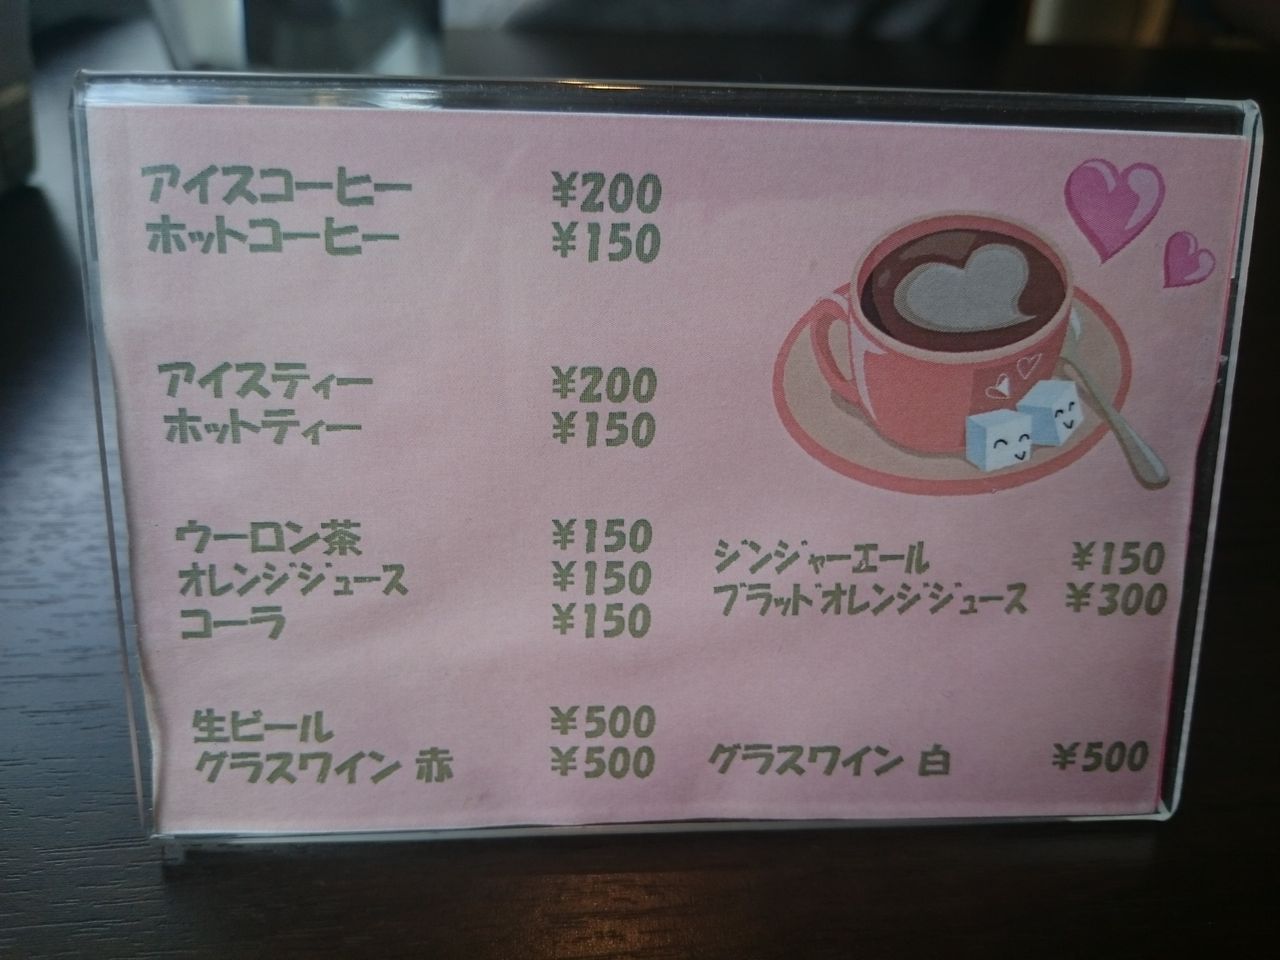 アイスコーヒー ¥200
ホットコーヒー ¥150
アイスティー ¥200
ホットティー ¥150
ウーロン茶 ¥150
オレンジジュース ¥150
コーラ ¥150
ジンジャーエール ¥150
ブラッドオレンジジュース ¥300
生ビール ¥500
グラスワイン 赤 ¥500
グラスワイン 白 ¥500